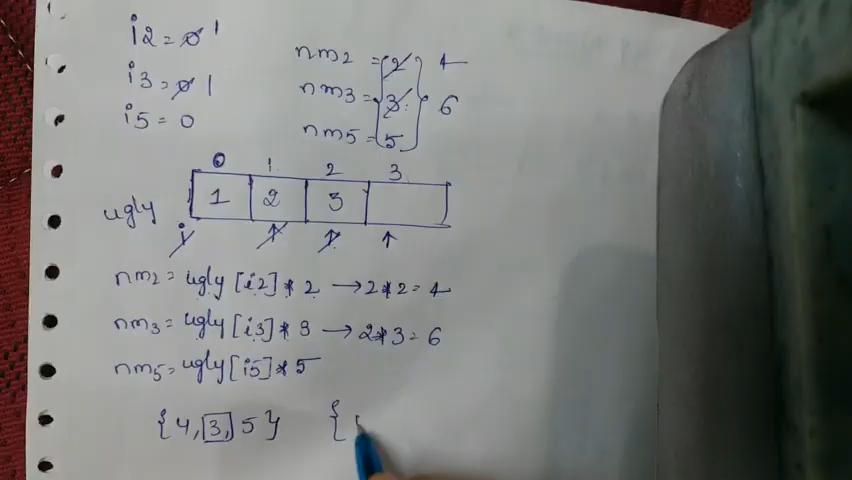 i2 = 0 1
i3 = 0 1
i5 = 0
nm2 = 2 4
nm3 = 3 6
nm5 = 5
0 1 2 3
ugly 1 2 3
i
nm2 = ugly [i2] * 2 → 2*2 = 4
nm3 = ugly [i3] * 3 → 2*3 = 6
nm5 = ugly [i5] * 5
{4, 3, 5} {